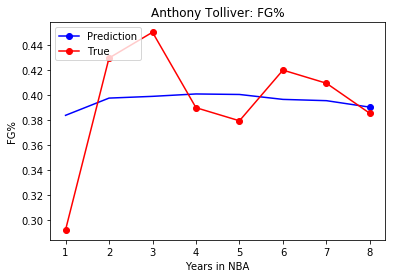 Anthony Tolliver: FG%
Prediction
True
FG%
0.44
0.42
0.40
0.38
0.36
0.34
0.32
0.30
1 2 3 4 5 6 7 8
Years in NBA